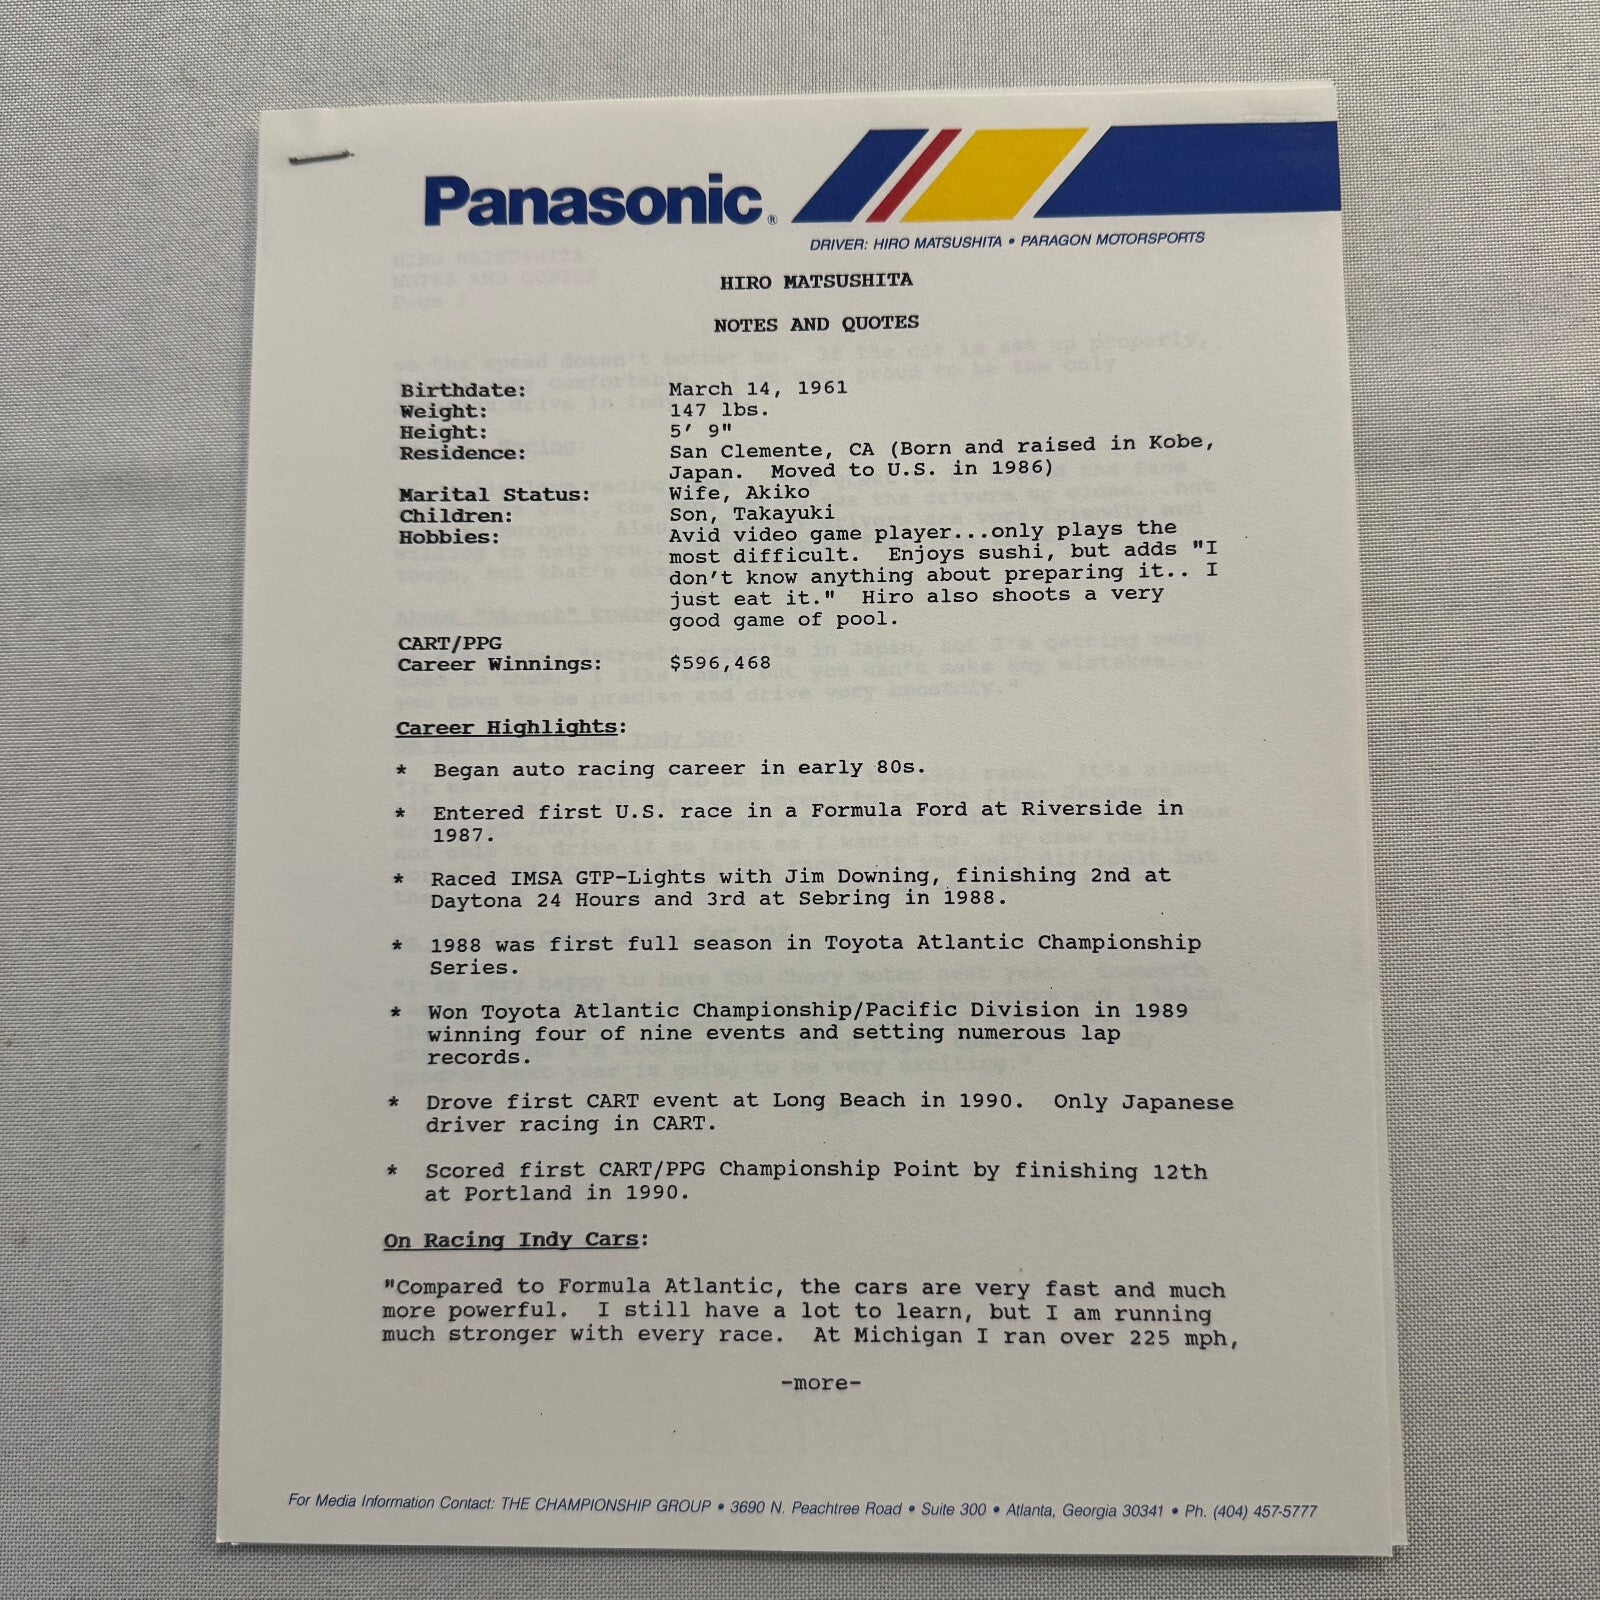 Panasonic®
DRIVER: HIRO MATSUSHITA • PARAGON MOTORSPORTS
HIRO MATSUSHITA
NOTES AND QUOTES
Birthdate: March 14, 1961
Weight: 147 lbs.
Height: 5' 9"
Residence: San Clemente, CA (Born and raised in Kobe,
Japan. Moved to U.S. in 1986)
Marital Status: Wife, Akiko
Children: Son, Takayuki
Hobbies: Avid video game player...only plays the
most difficult. Enjoys sushi, but adds "I
don't know anything about preparing it.. I
just eat it." Hiro also shoots a very
good game of pool.
CART/PPG
Career Winnings: $596,468
Career Highlights:
* Began auto racing career in early 80s.
* Entered first U.S. race in a Formula Ford at Riverside in
1987.
* Raced IMSA GTP-Lights with Jim Downing, finishing 2nd at
Daytona 24 Hours and 3rd at Sebring in 1988.
* 1988 was first full season in Toyota Atlantic Championship
Series.
* Won Toyota Atlantic Championship/Pacific Division in 1989
winning four of nine events and setting numerous lap
records.
* Drove first CART event at Long Beach in 1990. Only Japanese
driver racing in CART.
* Scored first CART/PPG Championship Point by finishing 12th
at Portland in 1990.
On Racing Indy Cars:
"Compared to Formula Atlantic, the cars are very fast and much
more powerful. I still have a lot to learn, but I am running
much stronger with every race. At Michigan I ran over 225 mph,
-more-
For Media Information Contact: THE CHAMPIONSHIP GROUP • 3690 N. Peachtree Road • Suite 300 • Atlanta, Georgia 30341 • Ph. (404) 457-5777